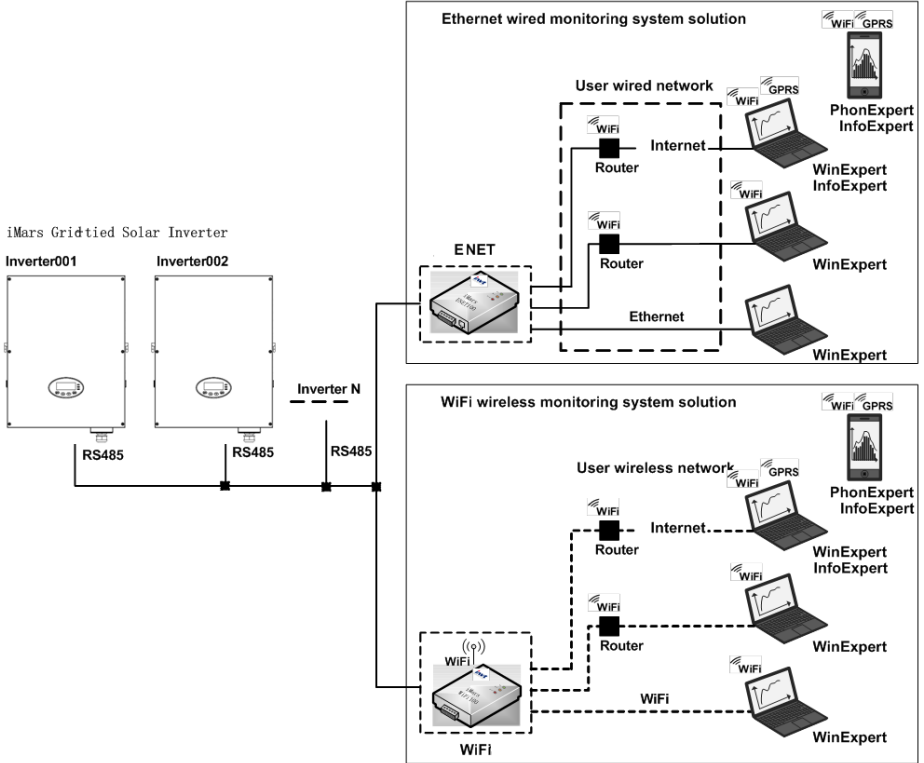 Ethernet wired monitoring system solution
WiFi GPRS
PhonExpert
InfoExpert
User wired network
WiFi
Router
Internet
WiFi GPRS
WinExpert
InfoExpert
WiFi
Router
WiFi
WinExpert
Ethernet
WinExpert
ENET
iMars
iMars Grid-tied Solar Inverter
Inverter001
Inverter002
Inverter N
RS485
RS485
RS485
WiFi wireless monitoring system solution
WiFi GPRS
PhonExpert
InfoExpert
User wireless network
WiFi
Router
Internet
WiFi GPRS
WinExpert
InfoExpert
WiFi
Router
WiFi
WinExpert
WiFi
WiFi
WinExpert
WiFi
iMars
WiFi